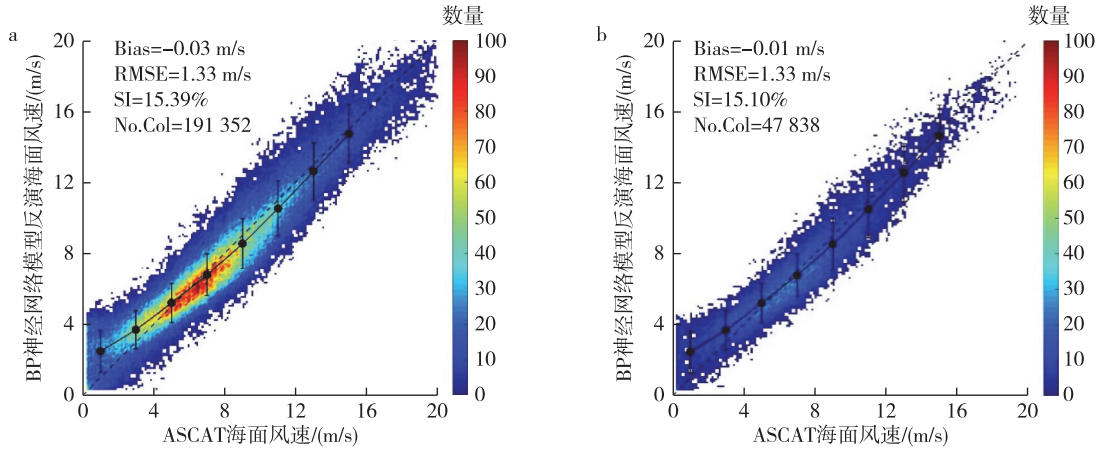 a
数量
Bias=−0.03 m/s
RMSE=1.33 m/s
SI=15.39%
No.Col=191 352
BP神经网络模型反演海面风速/(m/s)
20
16
12
8
4
0
0 4 8 12 16 20
ASCAT海面风速/(m/s)
100
90
80
70
60
50
40
30
20
10
0
b
数量
Bias=−0.01 m/s
RMSE=1.33 m/s
SI=15.10%
No.Col=47 838
BP神经网络模型反演海面风速/(m/s)
20
16
12
8
4
0
0 4 8 12 16 20
ASCAT海面风速/(m/s)
100
90
80
70
60
50
40
30
20
10
0